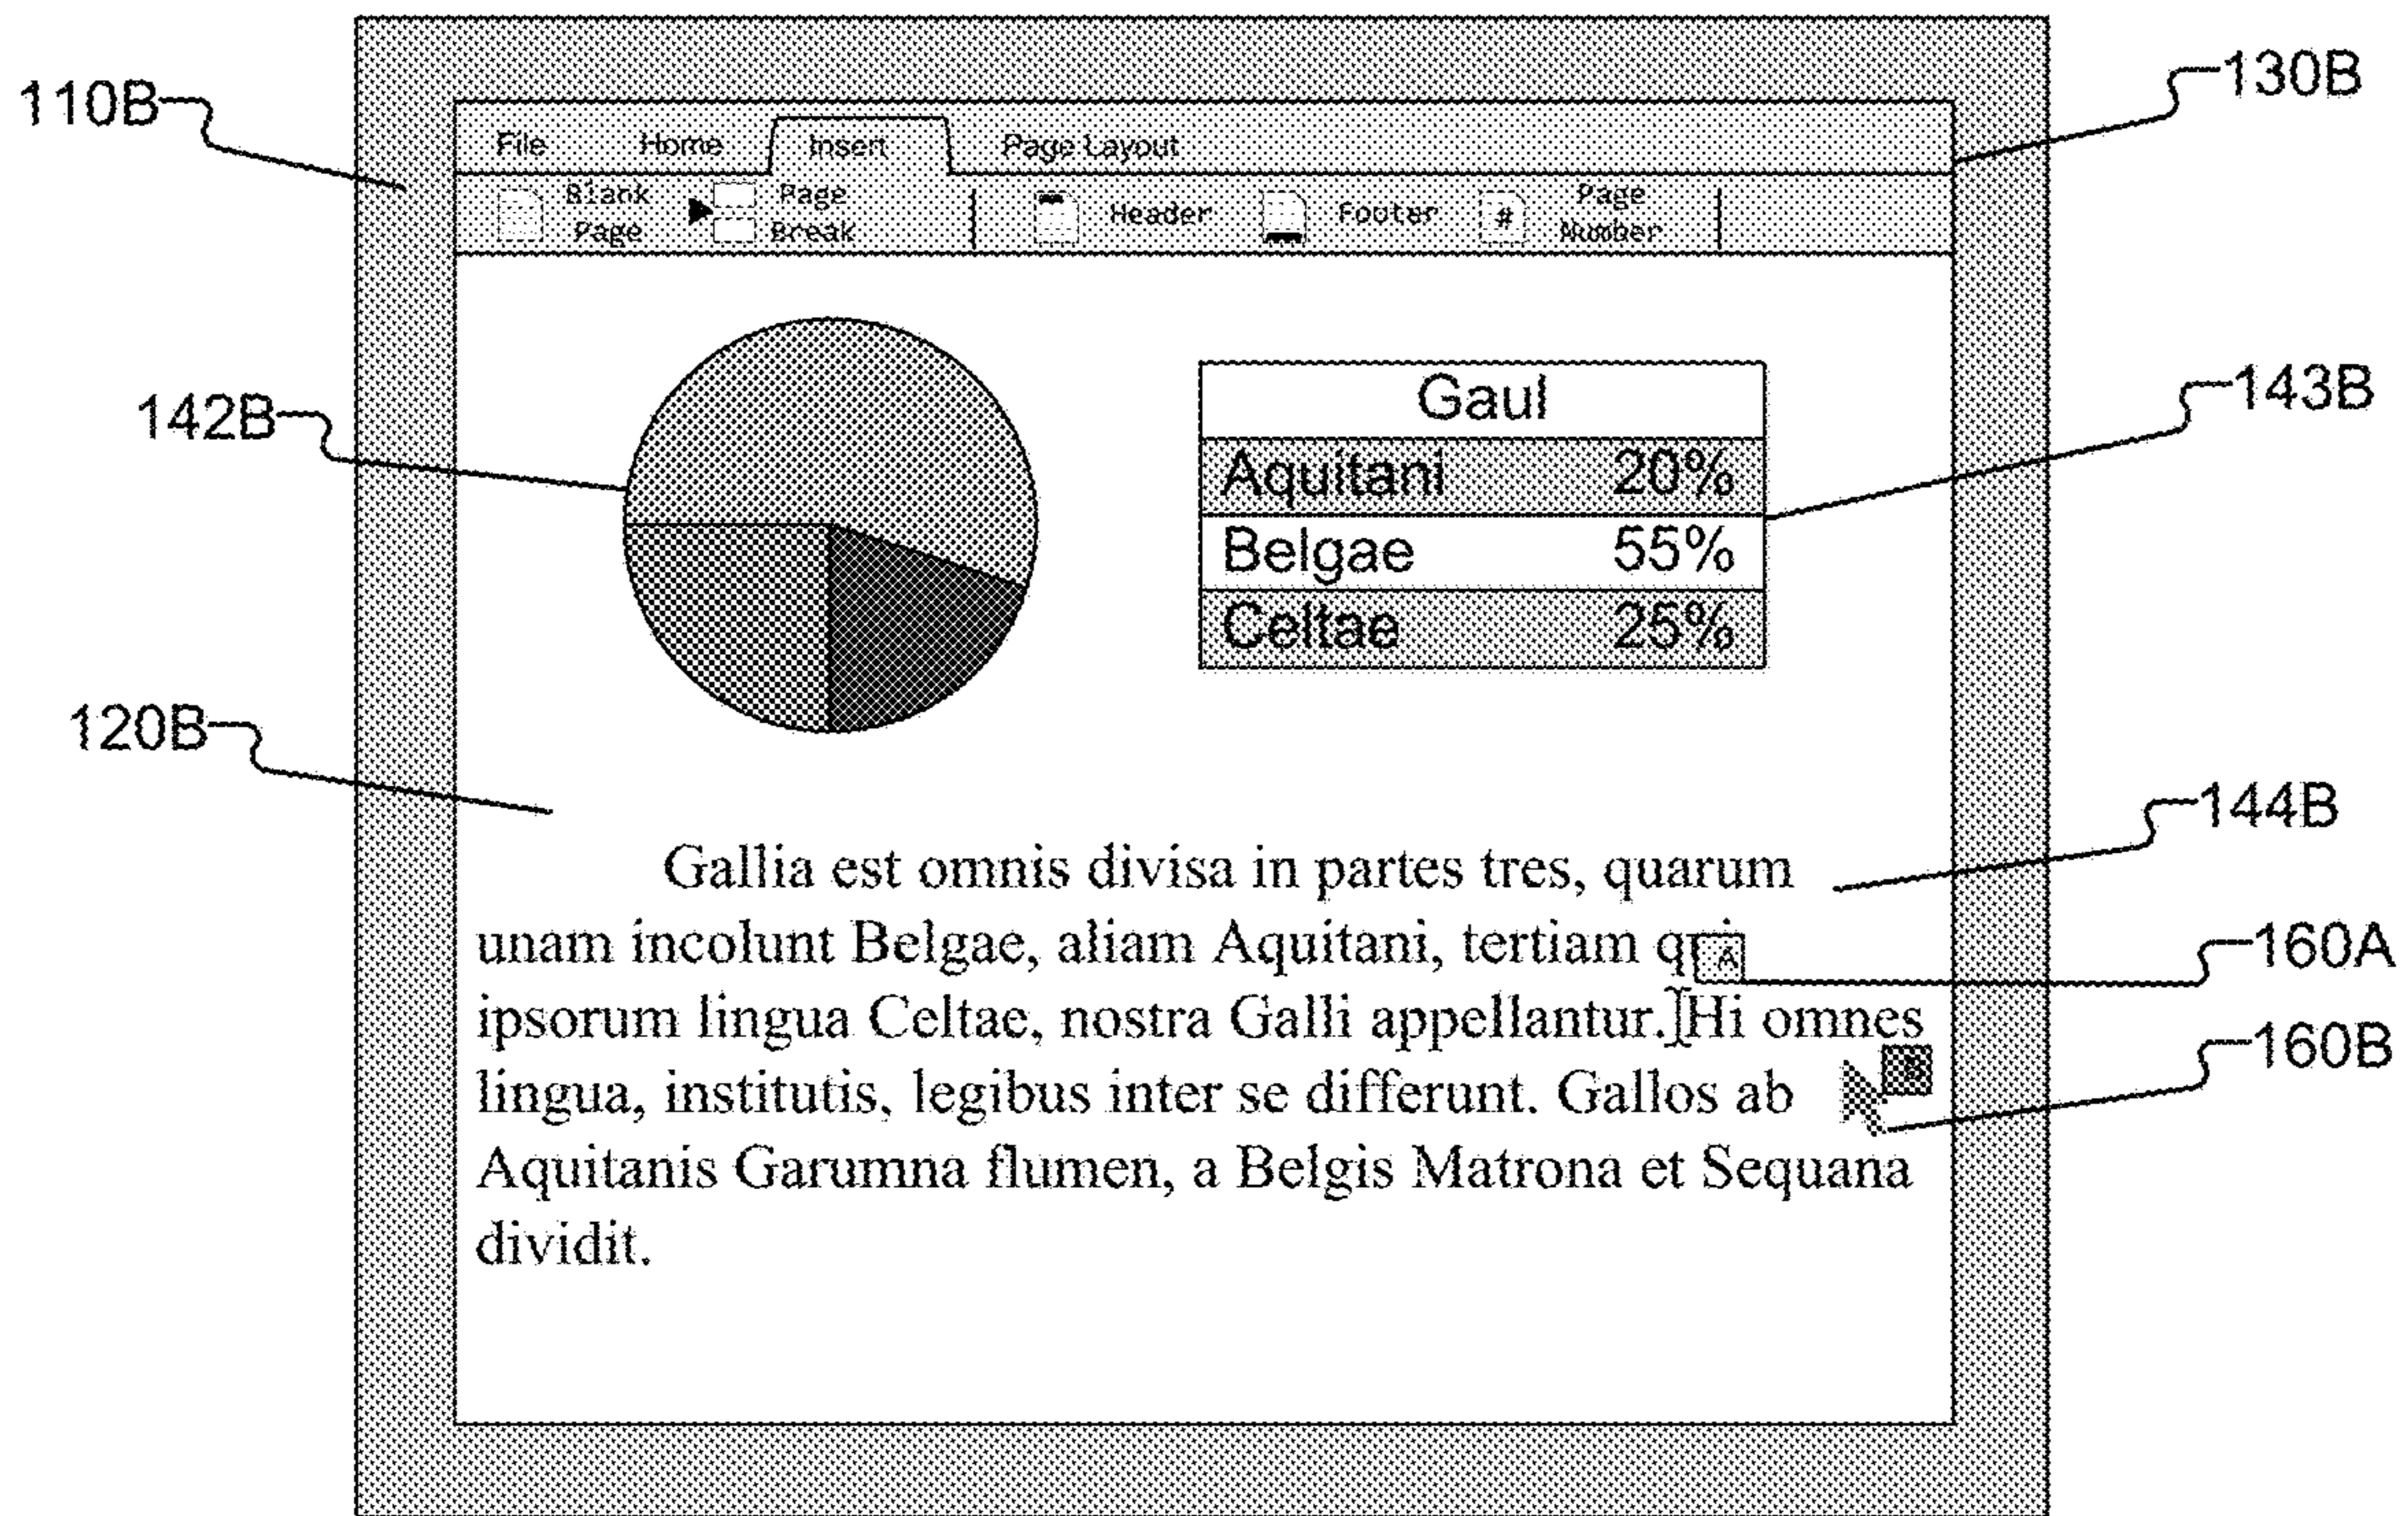 110B
130B
File Home Insert Page Layout
Blank Page Page Break Header Footer # Page Number
142B
143B
Gaul
Aquitani 20%
Belgae 55%
Celtae 25%
120B
144B
Gallia est omnis divisa in partes tres, quarum
unam incolunt Belgae, aliam Aquitani, tertiam qui
A
160A
ipsorum lingua Celtae, nostra Galli appellantur. Hi omnes
B
160B
lingua, institutis, legibus inter se differunt. Gallos ab
Aquitanis Garumna flumen, a Belgis Matrona et Sequana
dividit.